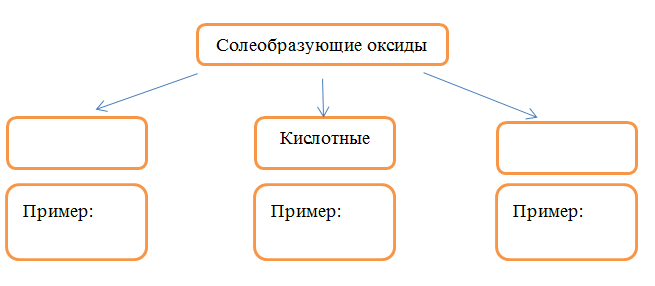 Солеобразующие оксиды
Кислотные
Пример:
Пример:
Пример: